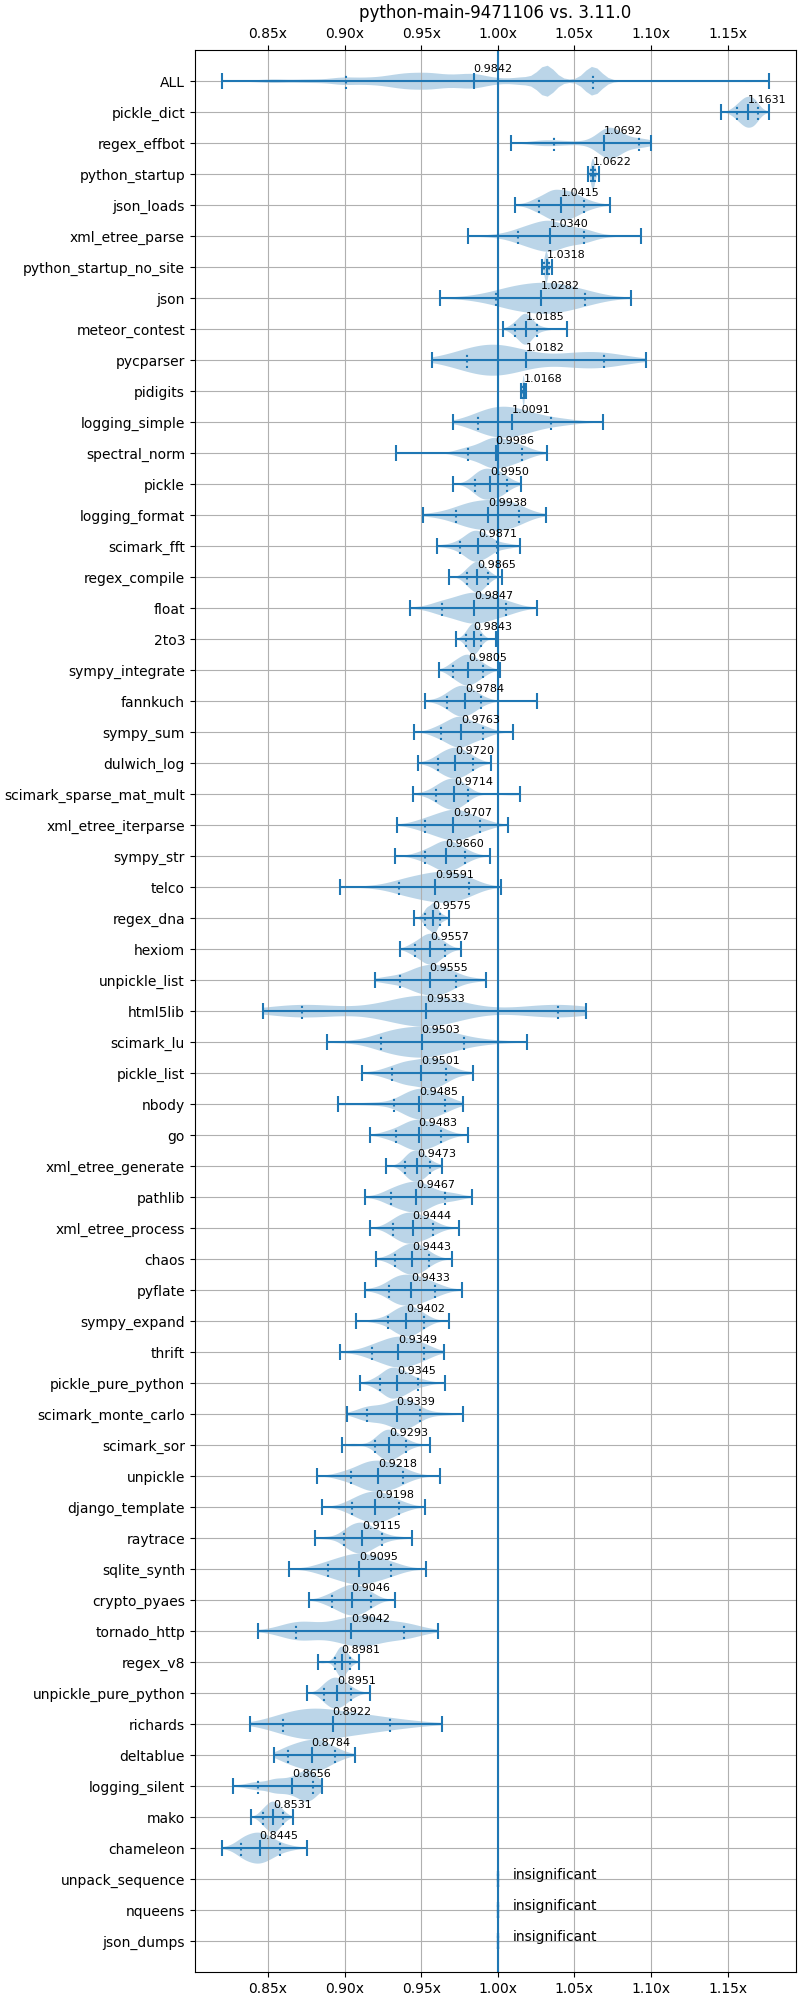 python-main-9471106 vs. 3.11.0
0.85x 0.90x 0.95x 1.00x 1.05x 1.10x 1.15x
ALL 0.9842
pickle_dict 1.1631
regex_effbot 1.0692
python_startup 1.0622
json_loads 1.0415
xml_etree_parse 1.0340
python_startup_no_site 1.0318
json 1.0282
meteor_contest 1.0185
pycparser 1.0182
pidigits 1.0168
logging_simple 1.0091
spectral_norm 0.9986
pickle 0.9950
logging_format 0.9938
scimark_fft 0.9871
regex_compile 0.9865
float 0.9847
2to3 0.9843
sympy_integrate 0.9805
fannkuch 0.9784
sympy_sum 0.9763
dulwich_log 0.9720
scimark_sparse_mat_mult 0.9714
xml_etree_iterparse 0.9707
sympy_str 0.9660
telco 0.9591
regex_dna 0.9575
hexiom 0.9557
unpickle_list 0.9555
html5lib 0.9533
scimark_lu 0.9503
pickle_list 0.9501
nbody 0.9485
go 0.9483
xml_etree_generate 0.9473
pathlib 0.9467
xml_etree_process 0.9444
chaos 0.9443
pyflate 0.9433
sympy_expand 0.9402
thrift 0.9349
pickle_pure_python 0.9345
scimark_monte_carlo 0.9339
scimark_sor 0.9293
unpickle 0.9218
django_template 0.9198
raytrace 0.9115
sqlite_synth 0.9095
crypto_pyaes 0.9046
tornado_http 0.9042
regex_v8 0.8981
unpickle_pure_python 0.8951
richards 0.8922
deltablue 0.8784
logging_silent 0.8656
mako 0.8531
chameleon 0.8445
unpack_sequence insignificant
nqueens insignificant
json_dumps insignificant
0.85x 0.90x 0.95x 1.00x 1.05x 1.10x 1.15x